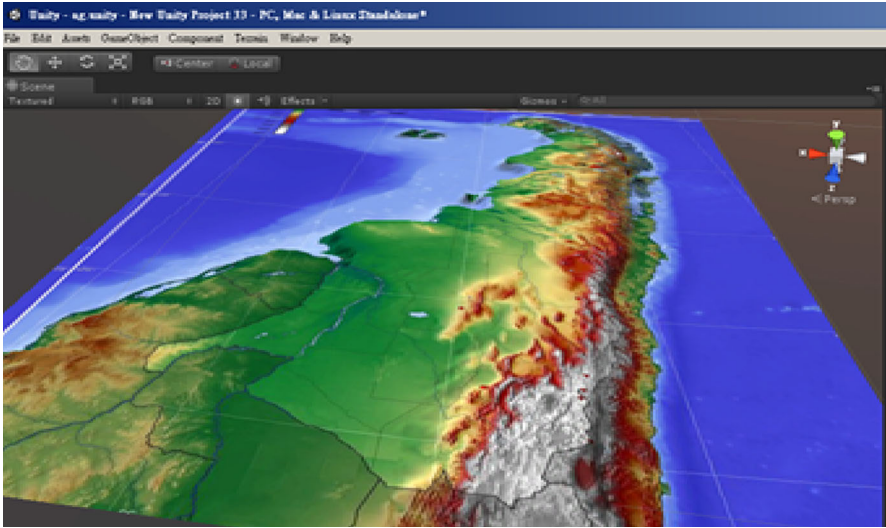 Unity - ag.unity - New Unity Project 33 - PC, Mac & Linux Standalone*
File Edit Assets GameObject Component Terrain Window Help
Center Local
Scene
Textured RGB 2D Effects Gizmos All
y
x
z
Persp